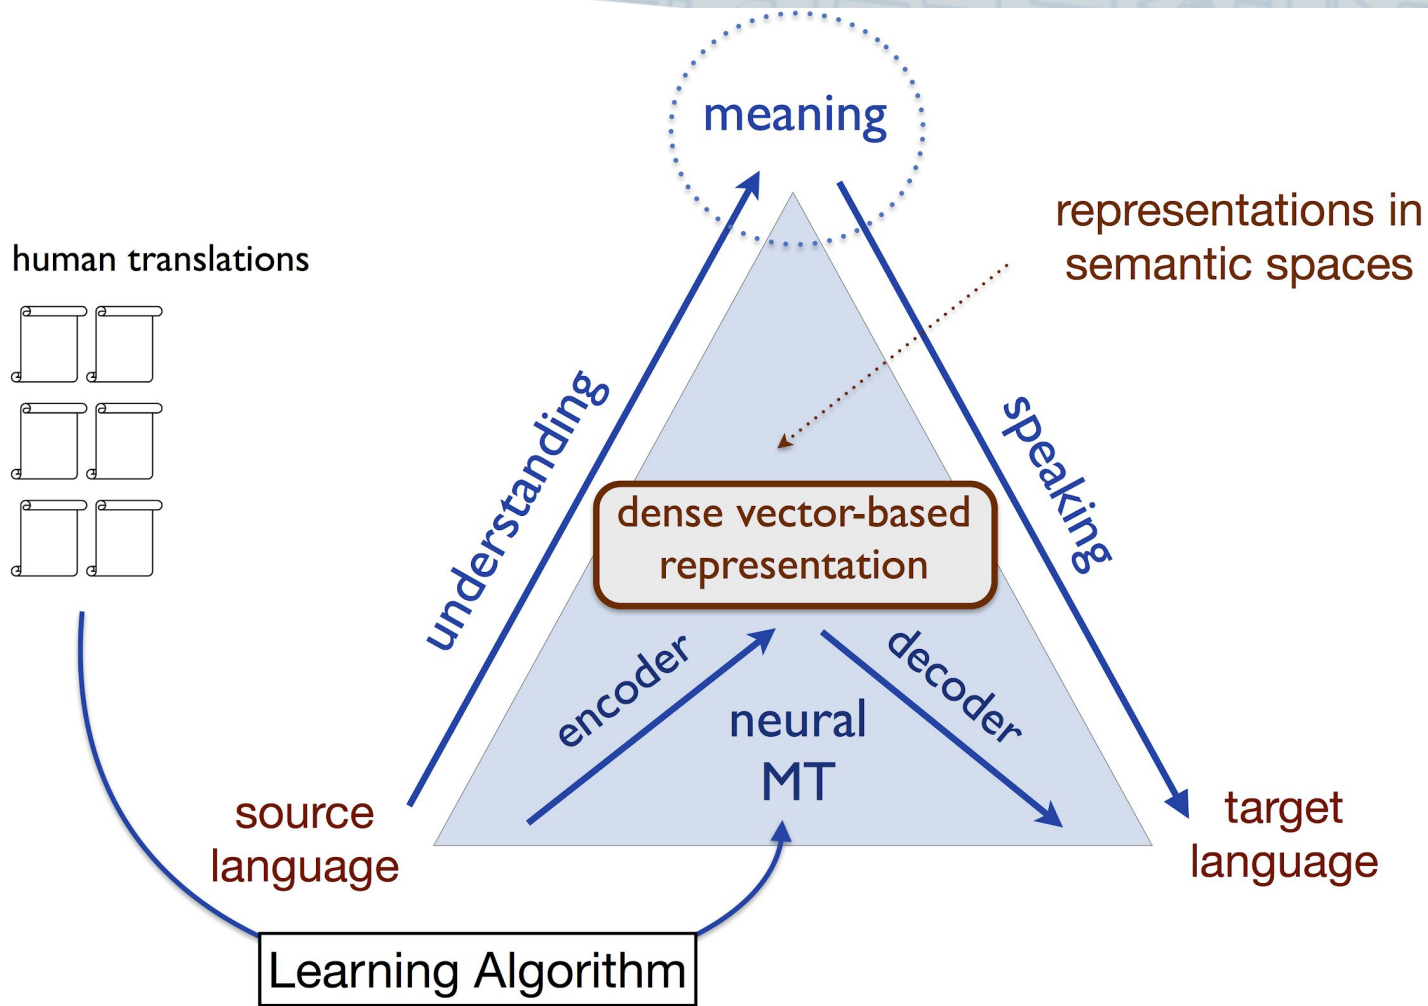 meaning
representations in
semantic spaces
human translations
understanding
speaking
dense vector-based
representation
encoder
decoder
neural
MT
source
language
target
language
Learning Algorithm